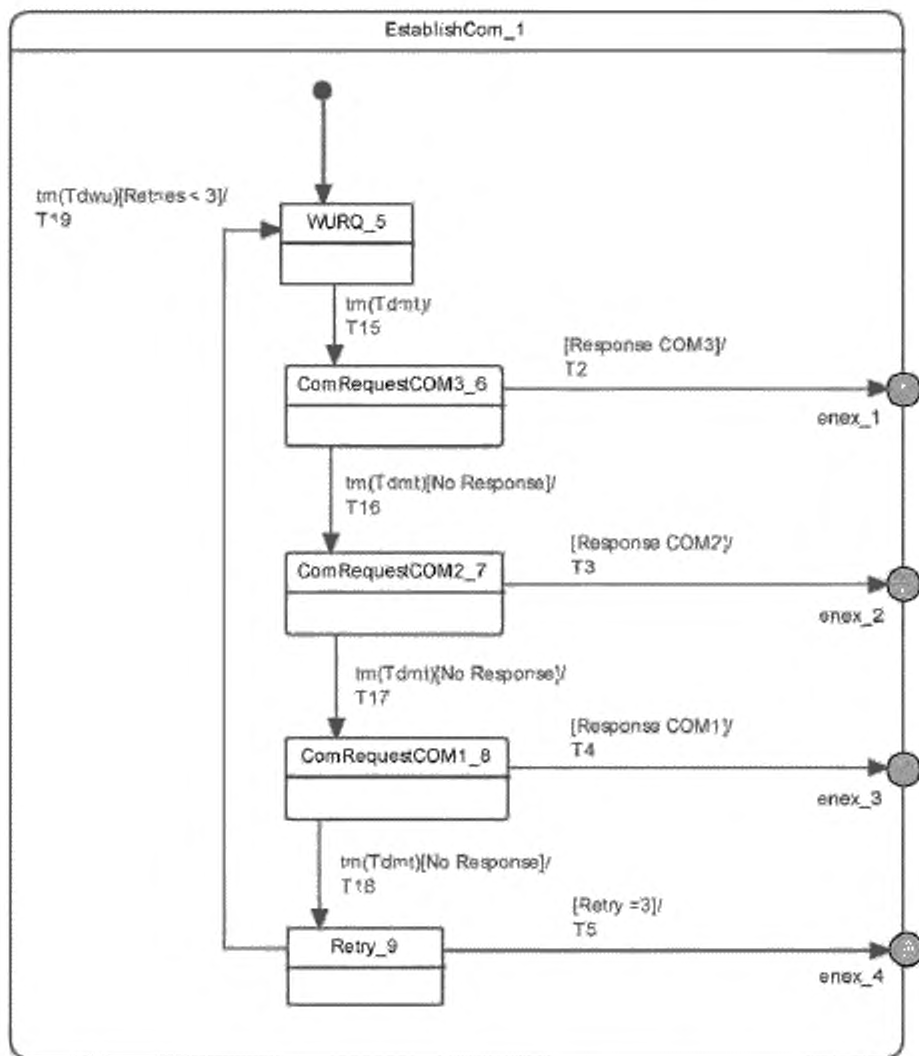 EstablishCom_1
tm(Tdwu)[Retries < 3]/
T19
WURQ_5
tm(Tdmt)/
T15
[Response COM3]/
T2
ComRequestCOM3_6
enex_1
tm(Tdmt)[No Response]/
T16
[Response COM2]/
T3
ComRequestCOM2_7
enex_2
tm(Tdmt)[No Response]/
T17
[Response COM1]/
T4
ComRequestCOM1_8
enex_3
tm(Tdmt)[No Response]/
T18
[Retry =3]/
T5
Retry_9
enex_4